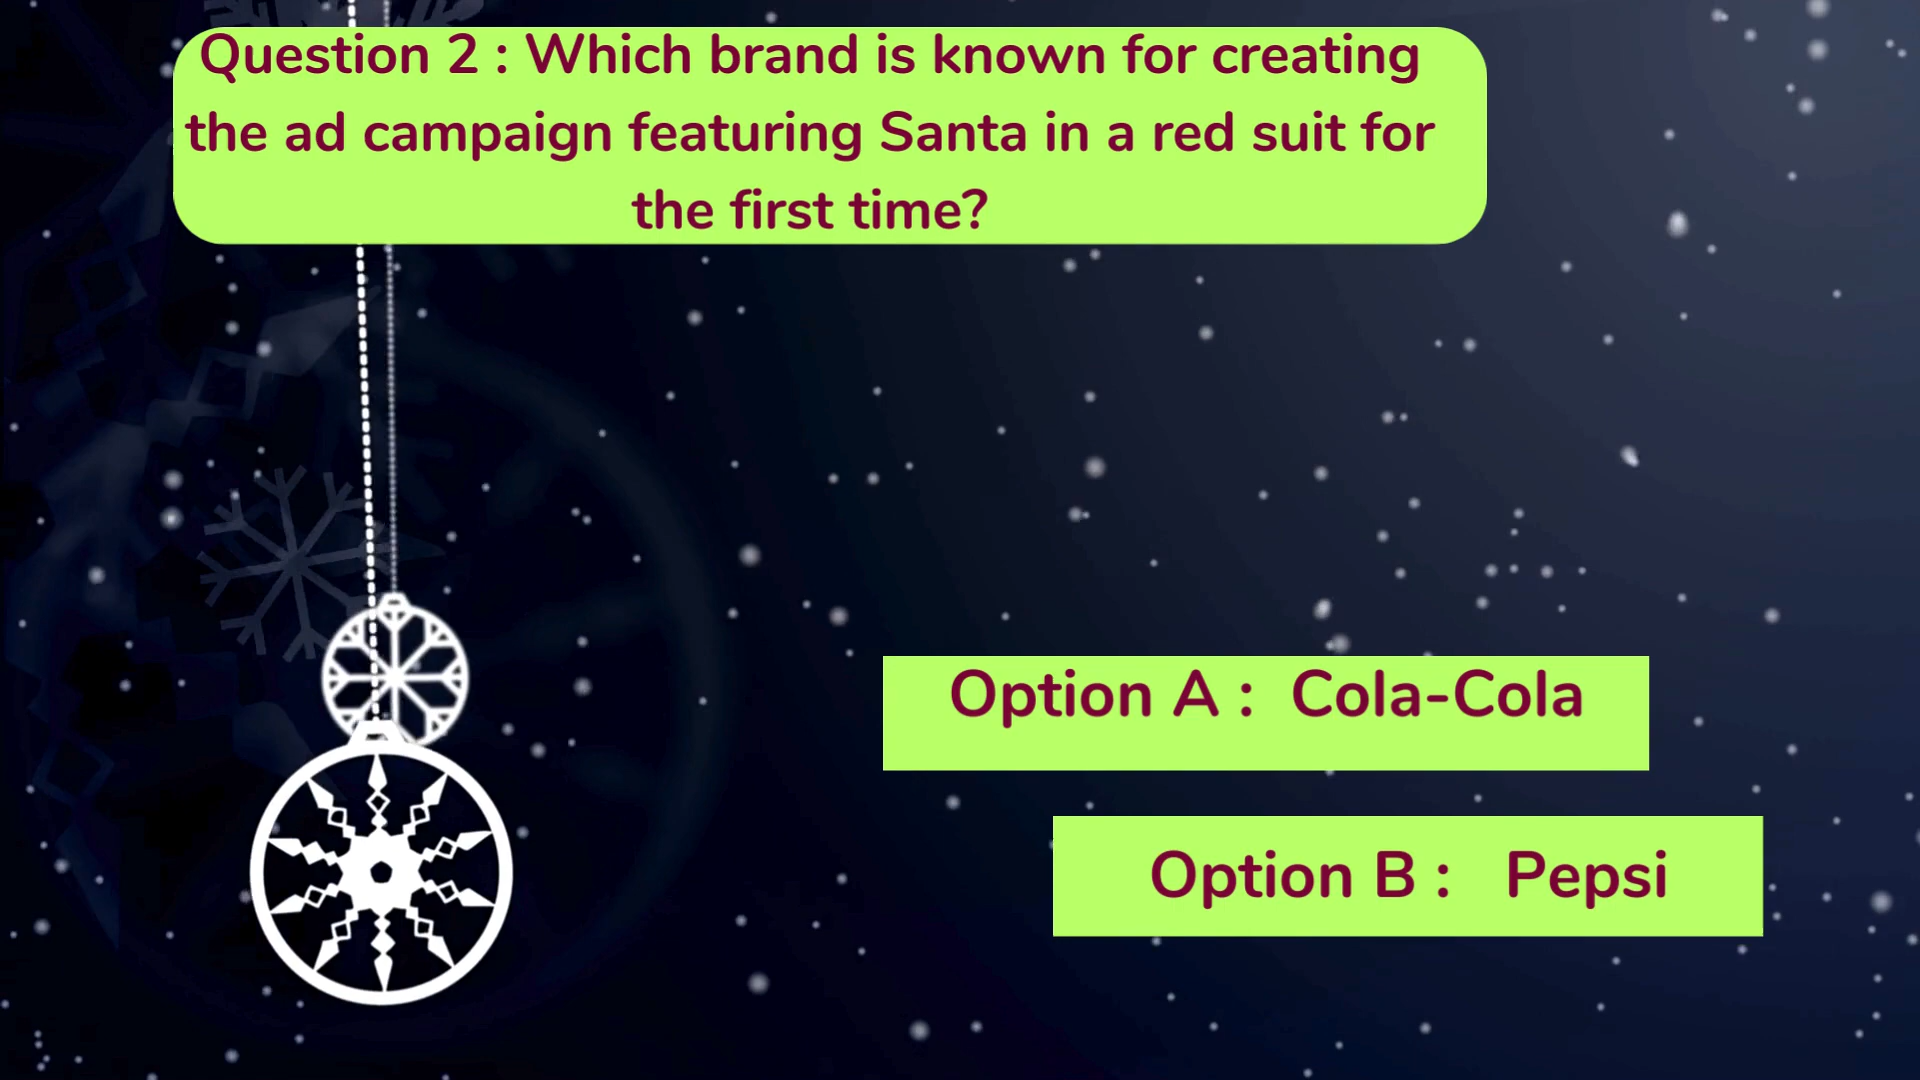 Question 2 : Which brand is known for creating
the ad campaign featuring Santa in a red suit for
the first time?
Option A : Cola-Cola
Option B : Pepsi